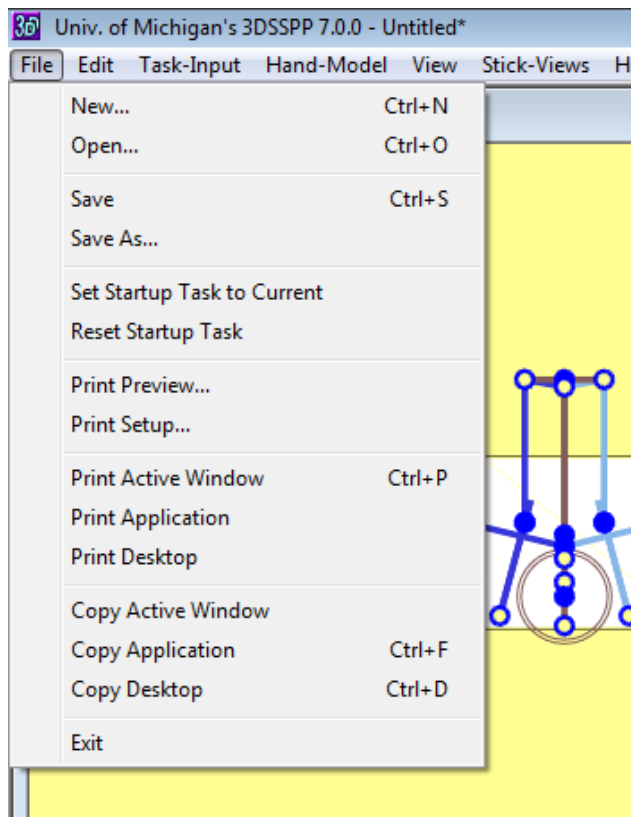 3D Univ. of Michigan's 3DSSPP 7.0.0 - Untitled*
File Edit Task-Input Hand-Model View Stick-Views H
New... Ctrl+N
Open... Ctrl+O
Save Ctrl+S
Save As...
Set Startup Task to Current
Reset Startup Task
Print Preview...
Print Setup...
Print Active Window Ctrl+P
Print Application
Print Desktop
Copy Active Window
Copy Application Ctrl+F
Copy Desktop Ctrl+D
Exit